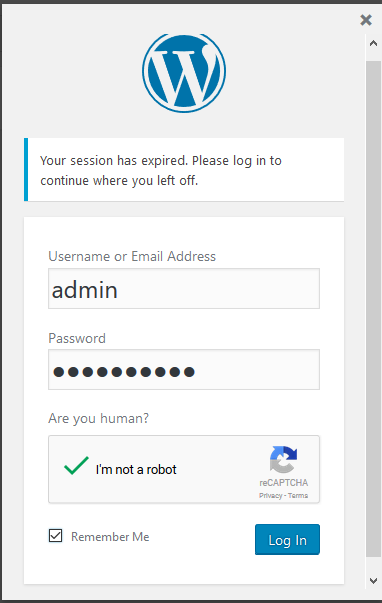 Your session has expired. Please log in to
continue where you left off.
Username or Email Address
admin
Password
••••••••••
Are you human?
I'm not a robot
reCAPTCHA
Privacy - Terms
Remember Me
Log In